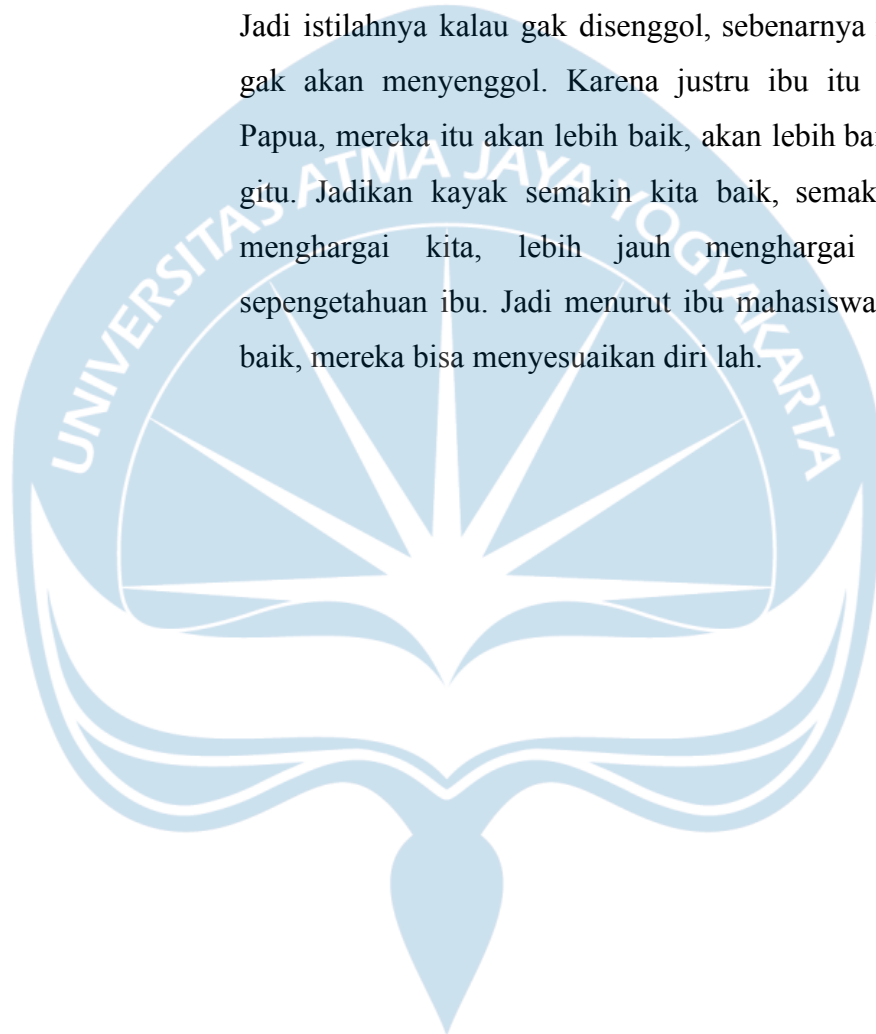 Jadi istilahnya kalau gak disenggol, sebenarnya
gak akan menyenggol. Karena justru ibu itu
Papua, mereka itu akan lebih baik, akan lebih
gitu. Jadikan kayak semakin kita baik,
menghargai kita, lebih jauh menghargai
sepengetahuan ibu. Jadi menurut ibu mahasiswa
baik, mereka bisa menyesuaikan diri lah.
UNIVERSITAS ATMA JAYA YOGYAKARTA